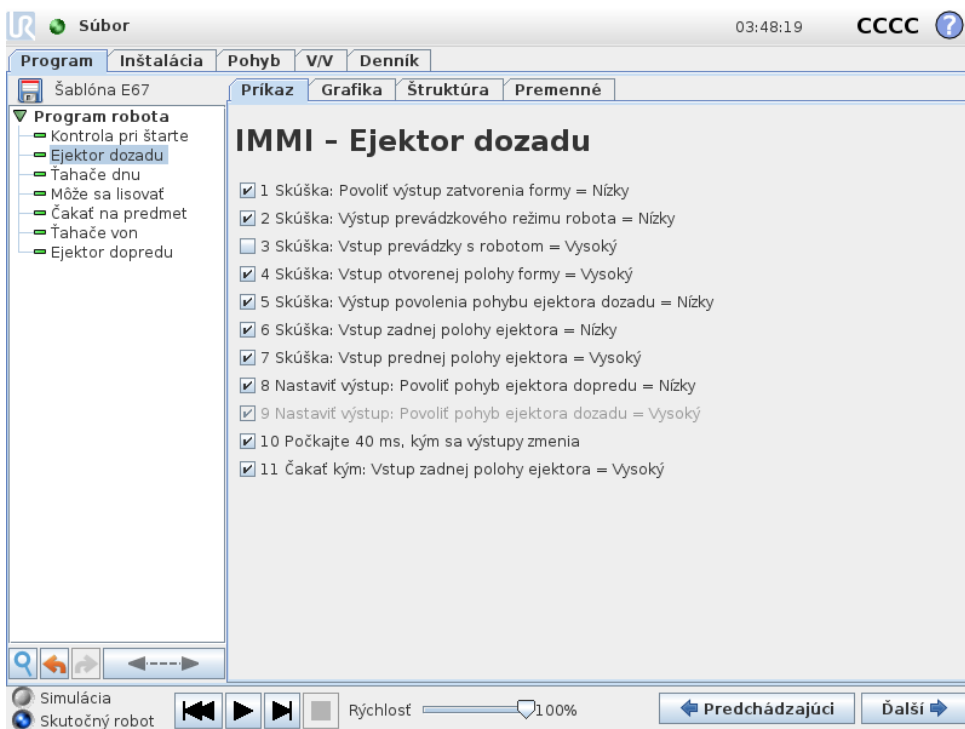 UR Súbor 03:48:19 CCCC ?
Program Inštalácia Pohyb V/V Denník
Šablóna E67
Príkaz Grafika Štruktúra Premenné
Program robota
Kontrola pri štarte
Ejektor dozadu
Ťahače dnu
Môže sa lisovať
Čakať na predmet
Ťahače von
Ejektor dopredu
IMMI – Ejektor dozadu
1 Skúška: Povoliť výstup zatvorenia formy = Nízky
2 Skúška: Výstup prevádzkového režimu robota = Nízky
3 Skúška: Vstup prevádzky s robotom = Vysoký
4 Skúška: Vstup otvorenej polohy formy = Vysoký
5 Skúška: Výstup povolenia pohybu ejektora dozadu = Nízky
6 Skúška: Vstup zadnej polohy ejektora = Nízky
7 Skúška: Vstup prednej polohy ejektora = Vysoký
8 Nastaviť výstup: Povoliť pohyb ejektora dopredu = Nízky
9 Nastaviť výstup: Povoliť pohyb ejektora dozadu = Vysoký
10 Počkajte 40 ms, kým sa výstupy zmenia
11 Čakať kým: Vstup zadnej polohy ejektora = Vysoký
Simulácia
Skutočný robot
Rýchlosť 100%
Predchádzajúci
Ďalší